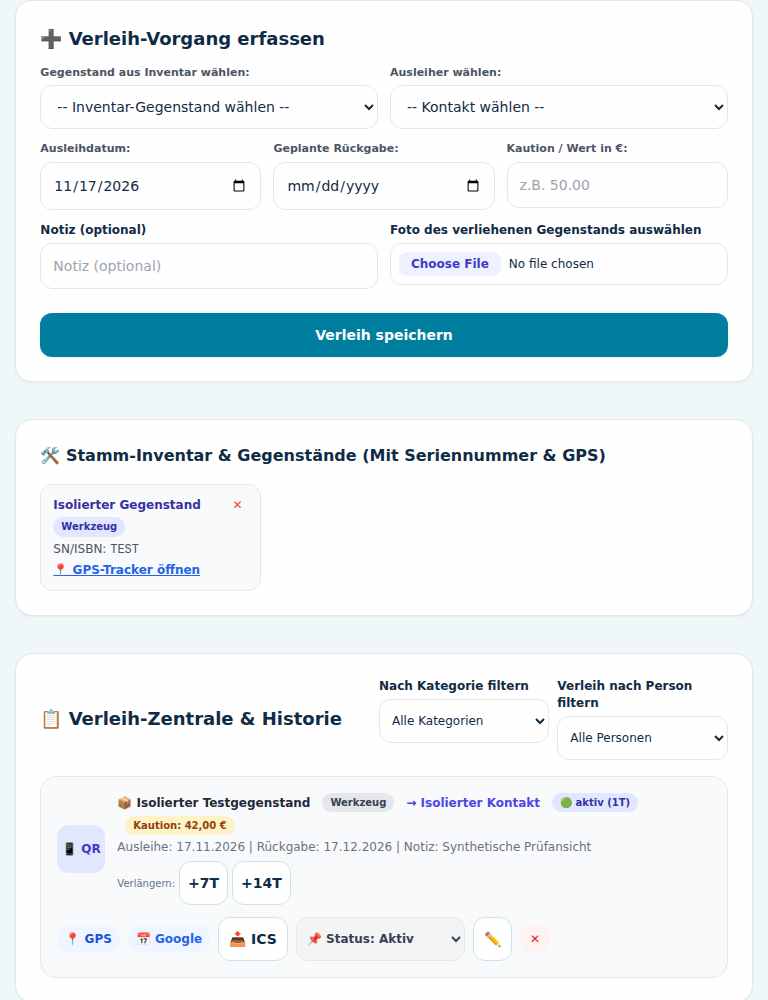 ➕ Verleih-Vorgang erfassen
Gegenstand aus Inventar wählen:
Ausleiher wählen:
-- Inventar-Gegenstand wählen --
-- Kontakt wählen --
Ausleihdatum:
Geplante Rückgabe:
Kaution / Wert in €:
11/17/2026
mm/dd/yyyy
z.B. 50.00
Notiz (optional)
Foto des verliehenen Gegenstands auswählen
Notiz (optional)
Choose File No file chosen
Verleih speichern
🛠️ Stamm-Inventar & Gegenstände (Mit Seriennummer & GPS)
Isolierter Gegenstand ✕
Werkzeug
SN/ISBN: TEST
📍 GPS-Tracker öffnen
📋 Verleih-Zentrale & Historie
Nach Kategorie filtern
Alle Kategorien
Verleih nach Person
filtern
Alle Personen
📱 QR
📦 Isolierter Testgegenstand Werkzeug → Isolierter Kontakt 🟢 aktiv (1T)
Kaution: 42,00 €
Ausleihe: 17.11.2026 | Rückgabe: 17.12.2026 | Notiz: Synthetische Prüfansicht
Verlängern: +7T +14T
📍 GPS 📅 Google 📤 ICS 📌 Status: Aktiv ✏️ ✕